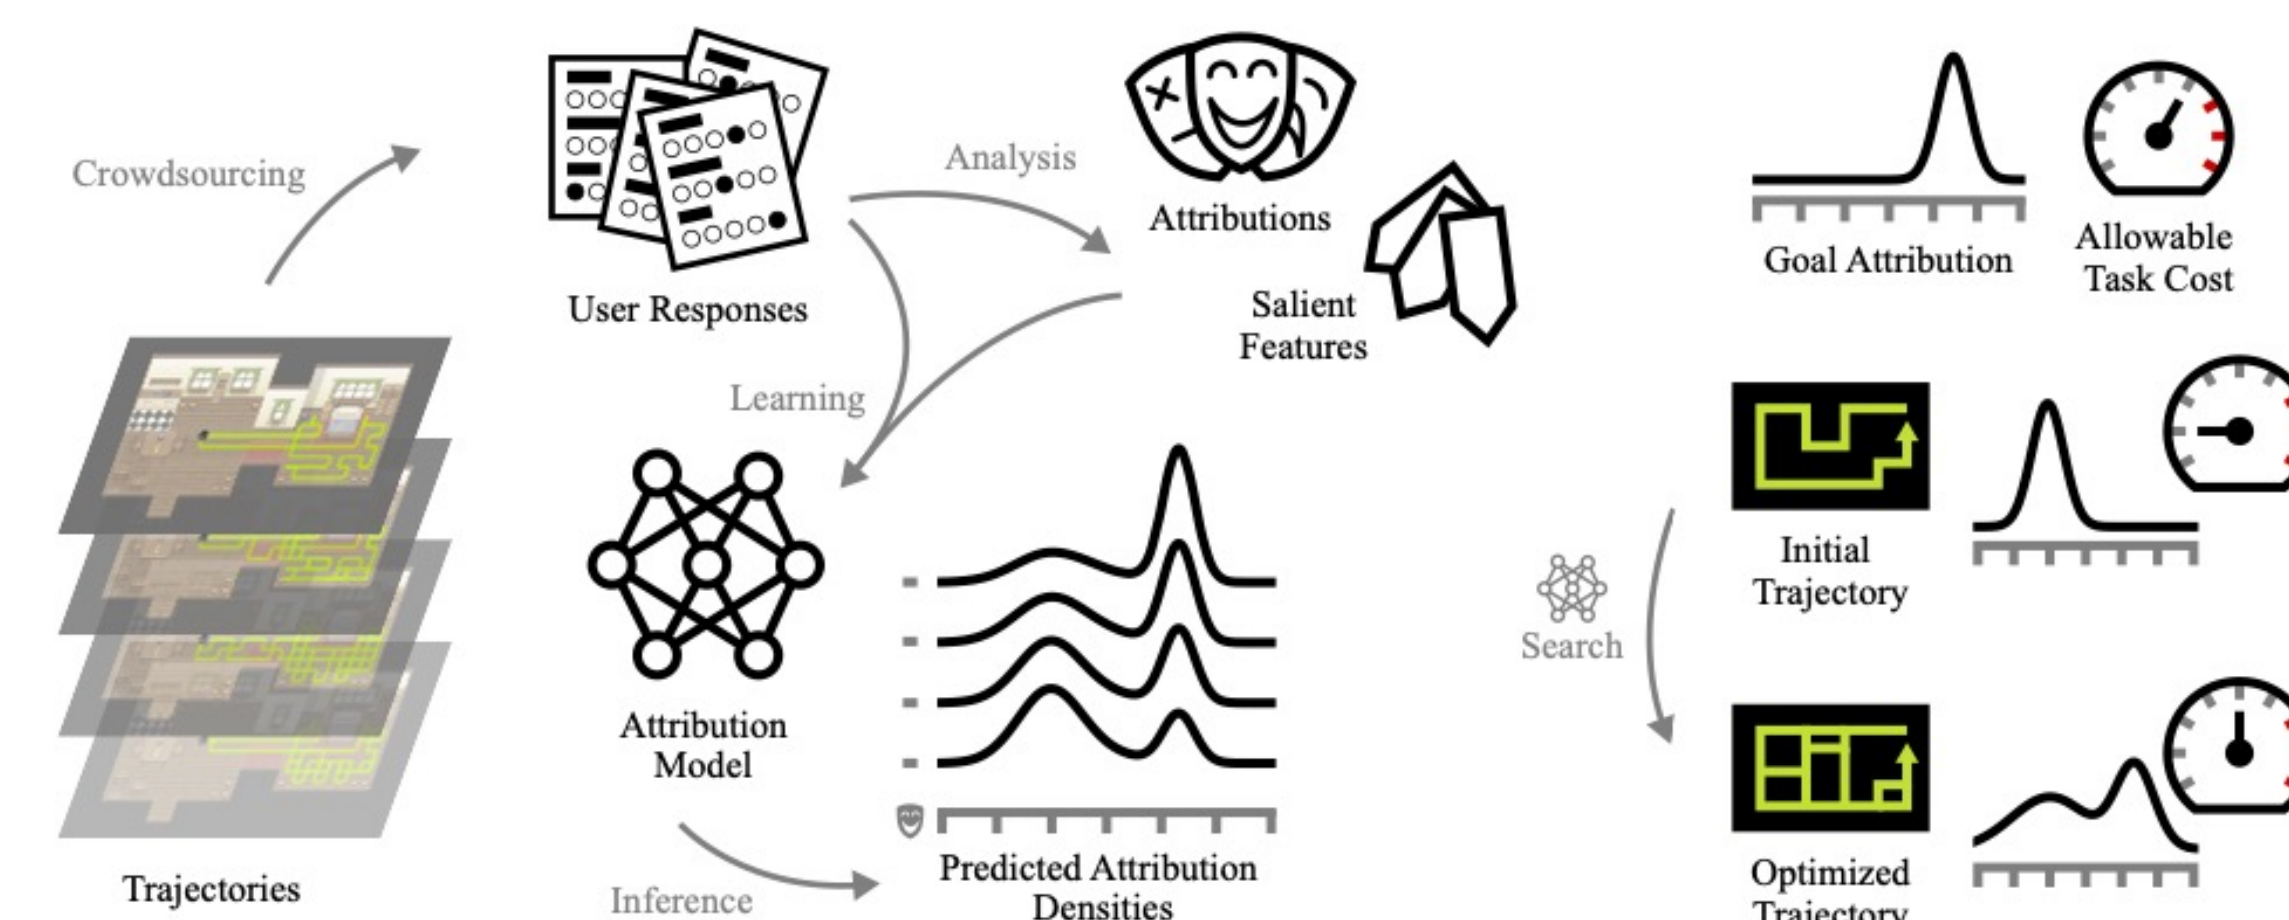 Crowdsourcing
User Responses
Analysis
Attributions
Salient
Features
Learning
Trajectories
Attribution
Model
Inference
Predicted Attribution
Densities
Goal Attribution
Allowable
Task Cost
Initial
Trajectory
Search
Optimized
Trajectory